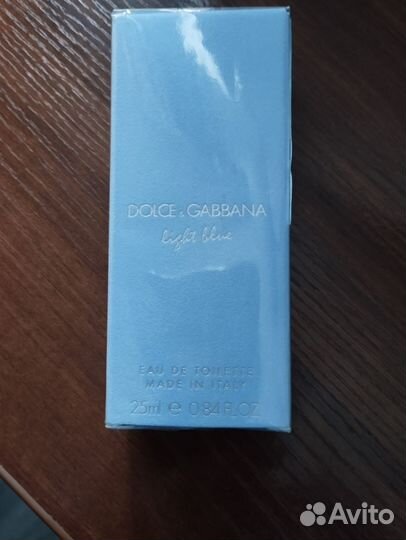 DOLCE & GABBANA
light blue
EAU DE TOILETTE
MADE IN ITALY
25ml e 0.84 FL.OZ.
Avito